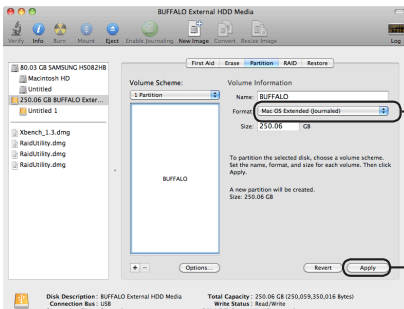 BUFFALO External HDD Media
Verify Info Burn Mount Eject Enable Journaling New Image Convert Resize Image Log
First Aid Erase Partition RAID Restore
80.03 GB SAMSUNG HS082HB
Macintosh HD
Untitled
250.06 GB BUFFALO Exter...
Untitled 1
Xbench_1.3.dmg
RaidUtility.dmg
RaidUtility.dmg
RaidUtility.dmg
Volume Scheme:
1 Partition
BUFFALO
+ − Options...
Volume Information
Name: BUFFALO
Format: Mac OS Extended (Journaled)
Size: 250.06 GB
To partition the selected disk, choose a volume scheme.
Set the name, format, and size for each volume. Then click
Apply.
A new partition will be created.
Size: 250.06 GB
Revert Apply
Disk Description : BUFFALO External HDD Media Total Capacity : 250.06 GB (250,059,350,016 Bytes)
Connection Bus : USB Write Status : Read/Write